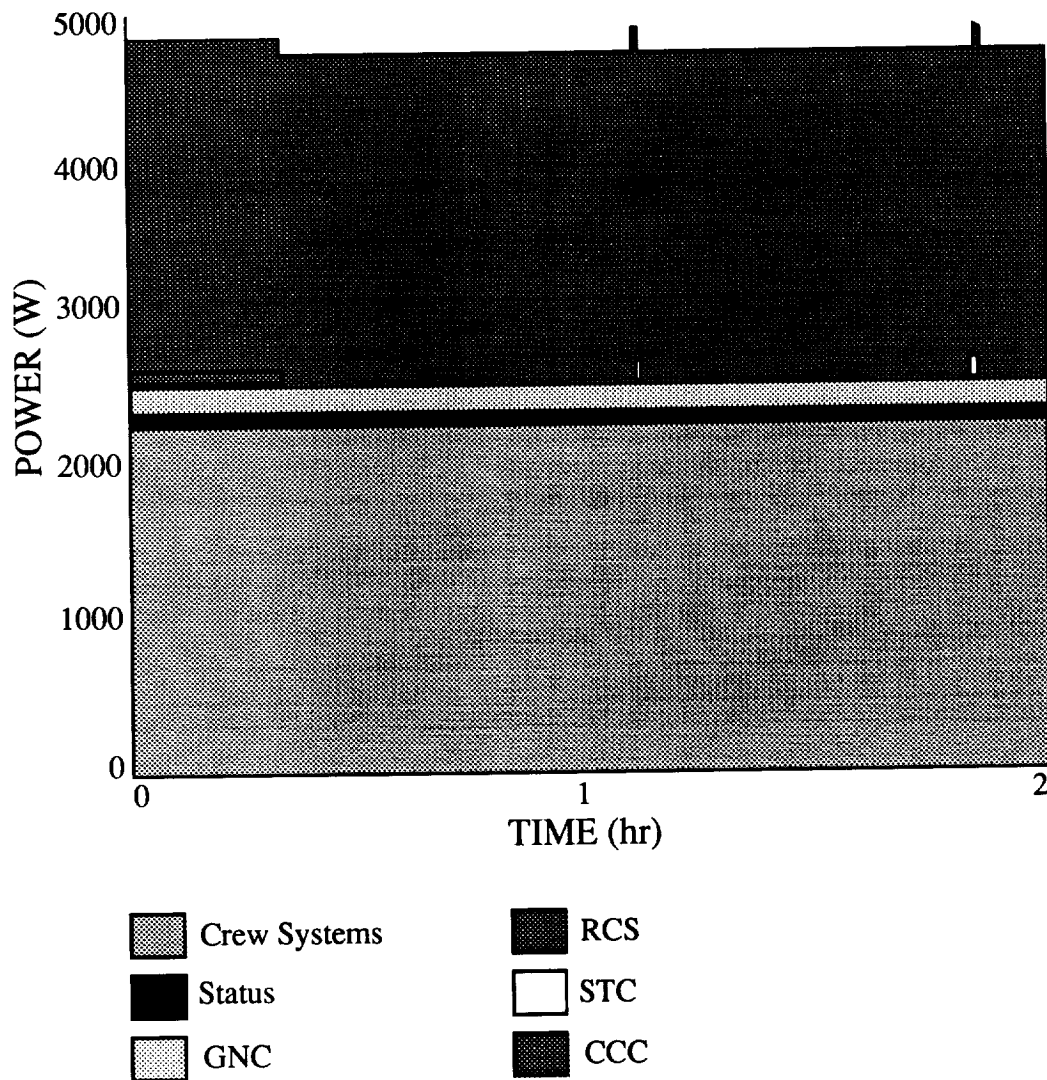 5000
4000
3000
2000
1000
0
POWER (W)
0 1 2
TIME (hr)
Crew Systems
Status
GNC
RCS
STC
CCC